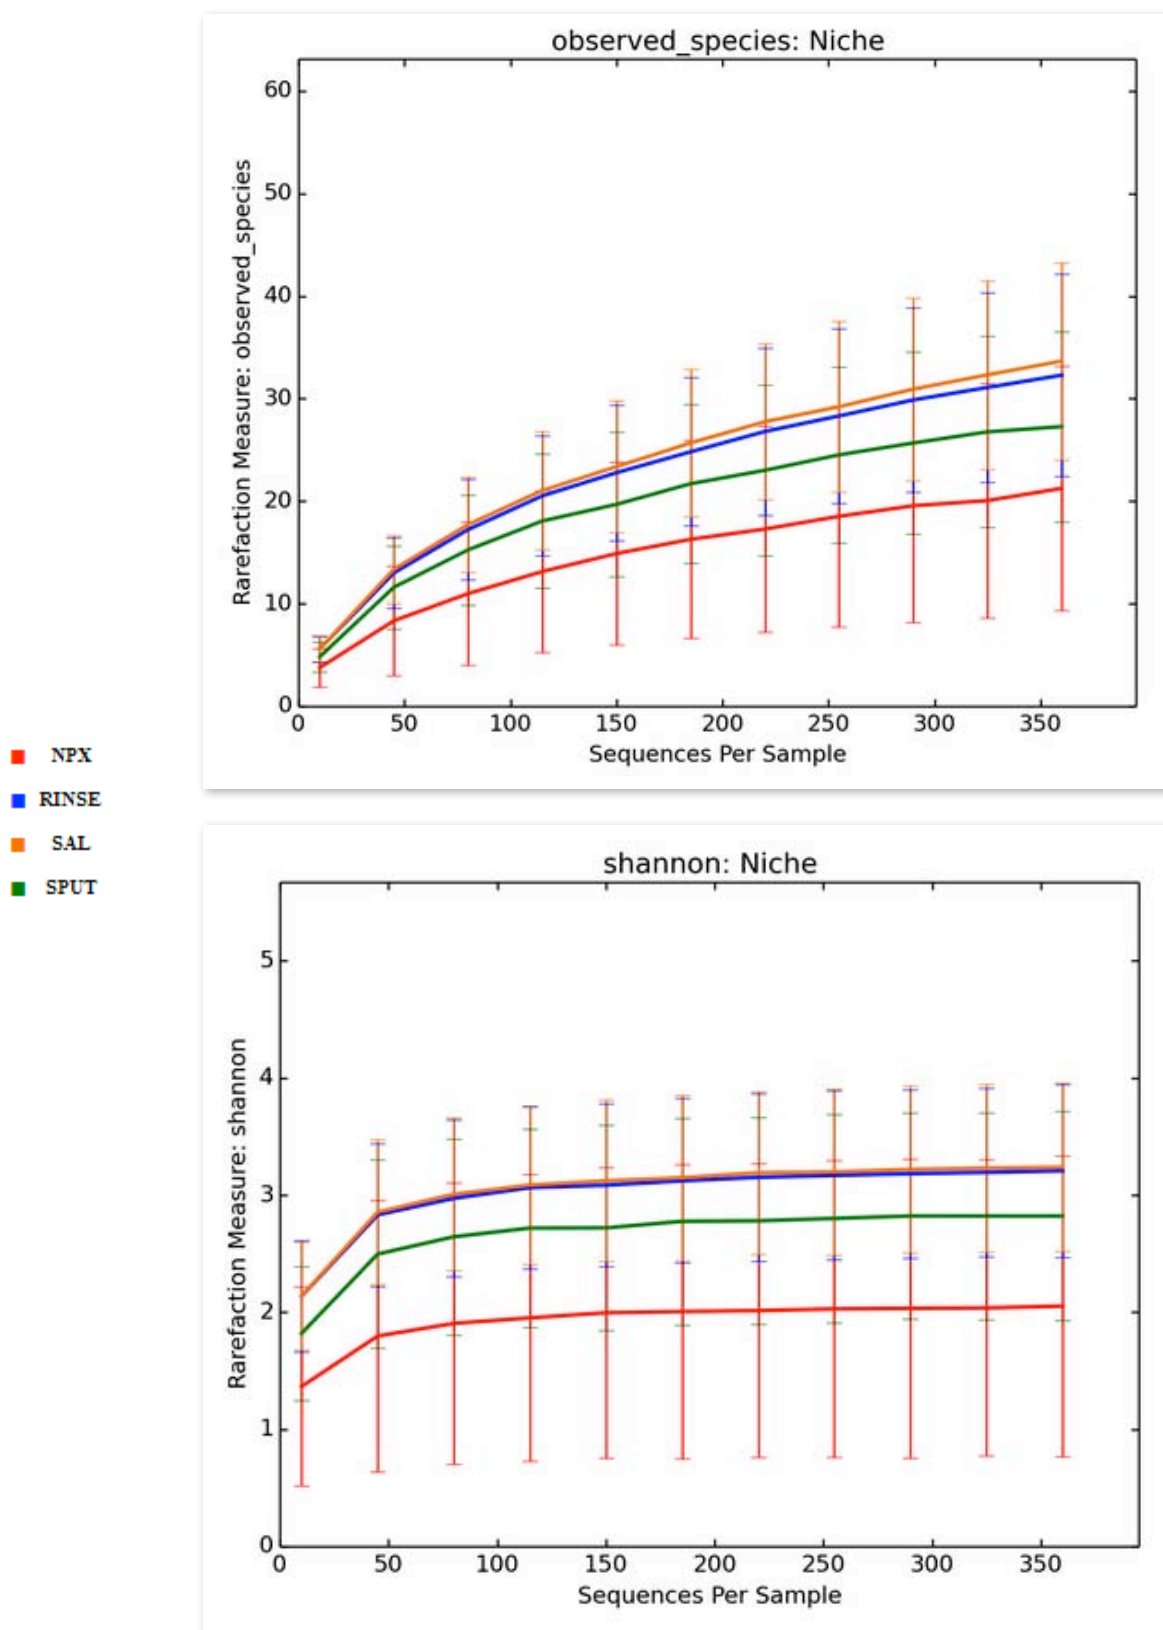 observed_species: Niche
60
50
40
30
20
10
0
Rarefaction Measure: observed_species
0 50 100 150 200 250 300 350
Sequences Per Sample
NPX
RINSE
SAL
SPUT
shannon: Niche
5
4
3
2
1
0
Rarefaction Measure: shannon
0 50 100 150 200 250 300 350
Sequences Per Sample